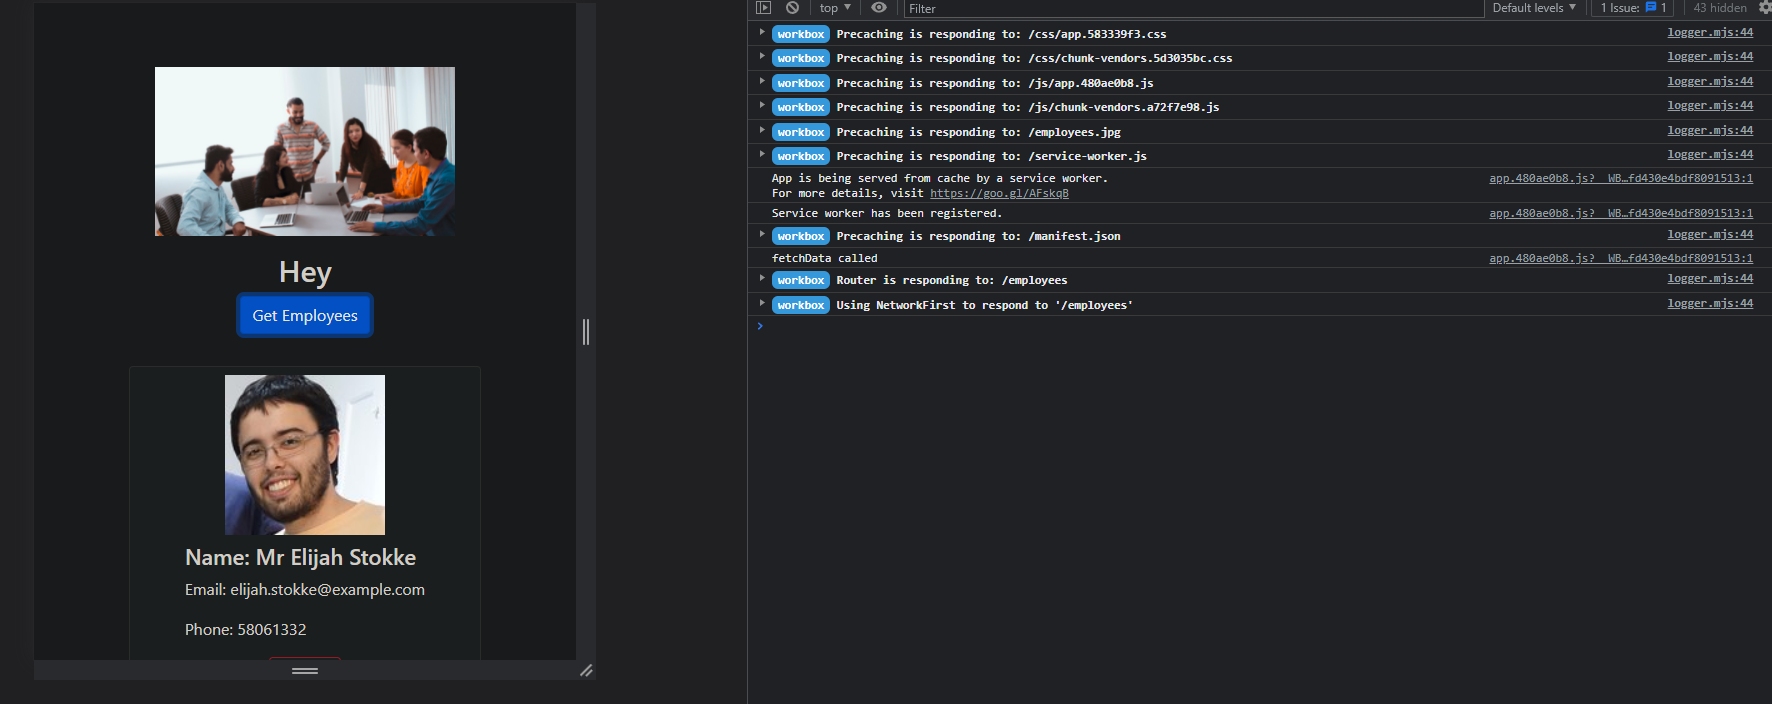 Hey
Get Employees
Name: Mr Elijah Stokke
Email: elijah.stokke@example.com
Phone: 58061332
top Filter Default levels 1 Issue: 1 43 hidden
workbox Precaching is responding to: /css/app.583339f3.css logger.mjs:44
workbox Precaching is responding to: /css/chunk-vendors.5d3035bc.css logger.mjs:44
workbox Precaching is responding to: /js/app.480ae0b8.js logger.mjs:44
workbox Precaching is responding to: /js/chunk-vendors.a72f7e98.js logger.mjs:44
workbox Precaching is responding to: /employees.jpg logger.mjs:44
workbox Precaching is responding to: /service-worker.js logger.mjs:44
App is being served from cache by a service worker. app.480ae0b8.js?__WB…fd430e4bdf8091513:1
For more details, visit https://goo.gl/AFskqB
Service worker has been registered. app.480ae0b8.js?__WB…fd430e4bdf8091513:1
workbox Precaching is responding to: /manifest.json logger.mjs:44
fetchData called app.480ae0b8.js?__WB…fd430e4bdf8091513:1
workbox Router is responding to: /employees logger.mjs:44
workbox Using NetworkFirst to respond to '/employees' logger.mjs:44